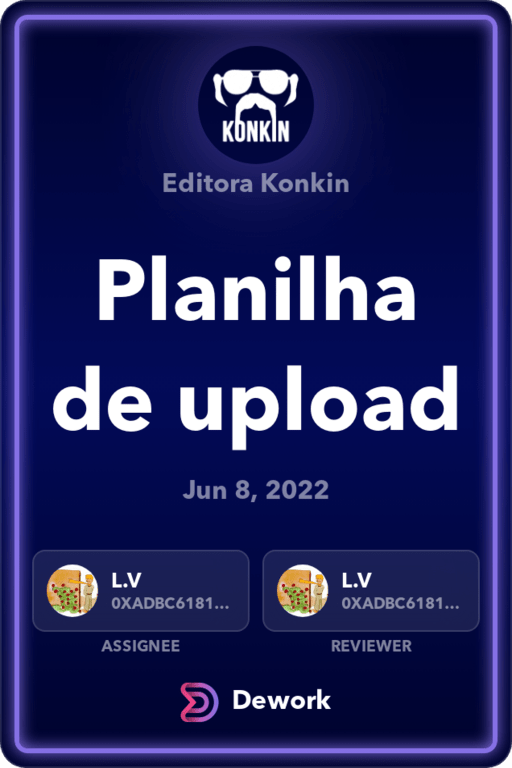 KONKIN
Editora Konkin
Planilha
de upload
Jun 8, 2022
L.V
0XADBC6181...
ASSIGNEE
L.V
0XADBC6181...
REVIEWER
Dework